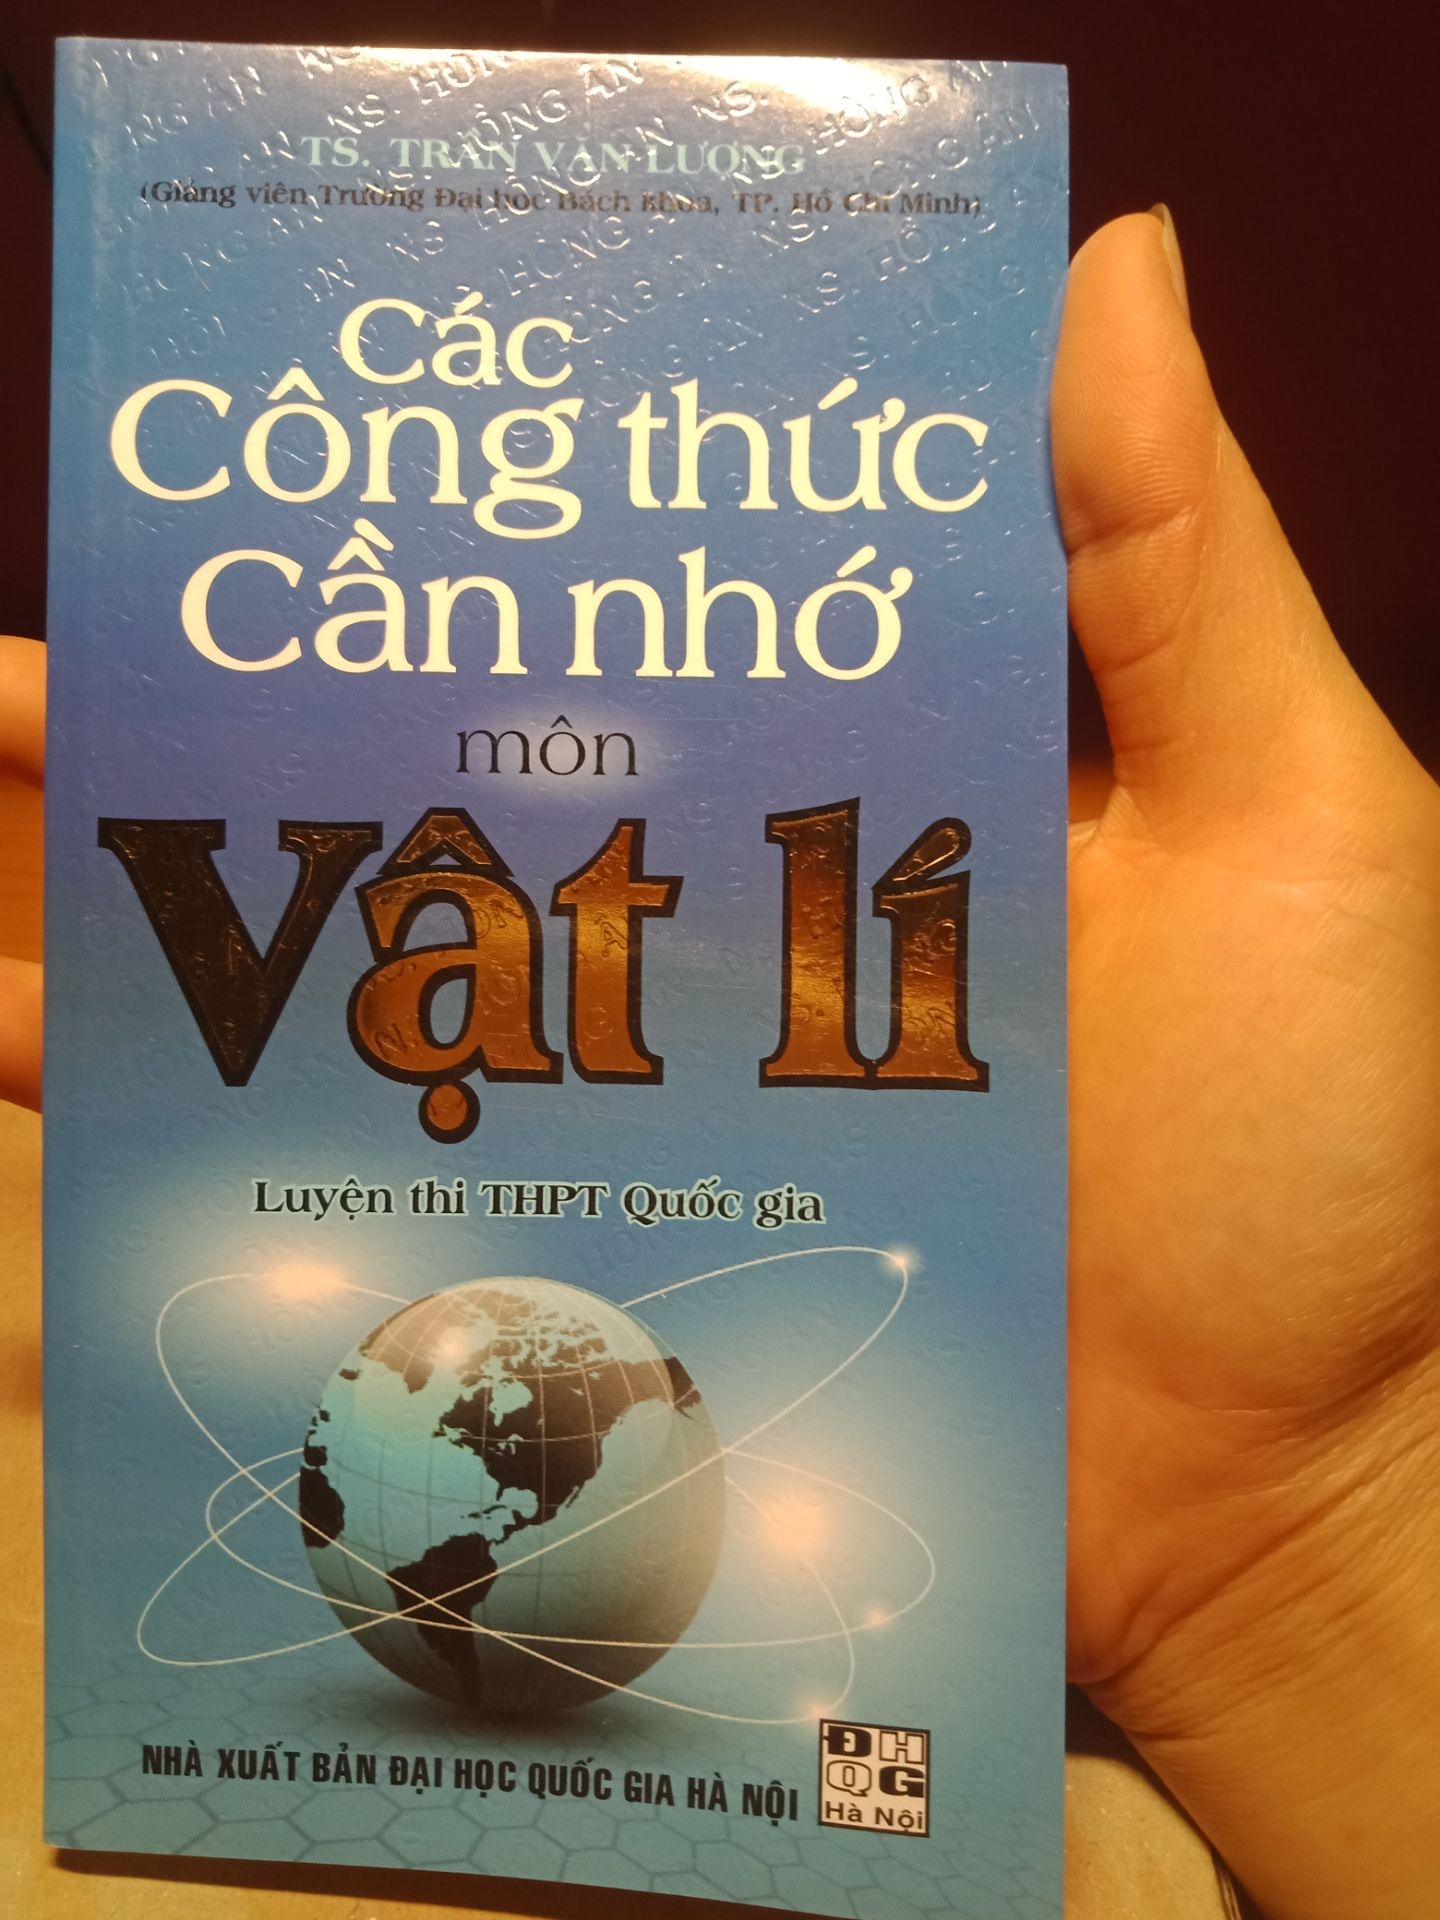 TS. TRẦN VĂN LƯỢNG
(Giảng viên Trường Đại học Bách khoa, TP. Hồ Chí Minh)
Các
Công thức
Cần nhớ
môn
Vật lí
Luyện thi THPT Quốc gia
NHÀ XUẤT BẢN ĐẠI HỌC QUỐC GIA HÀ NỘI
ĐH
QG
Hà Nội